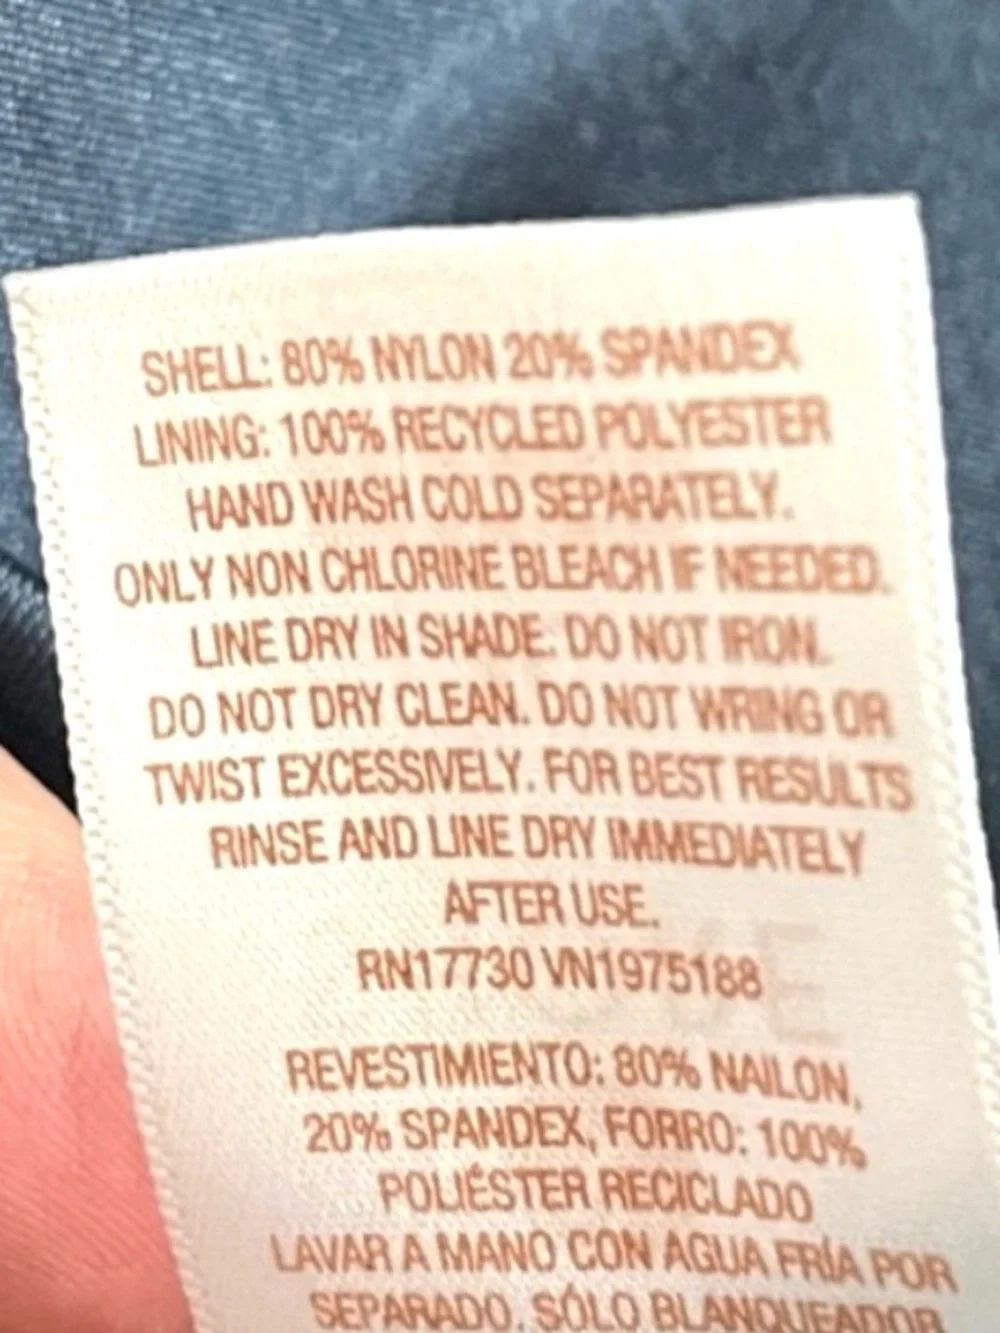 SHELL: 80% NYLON 20% SPANDEX
LINING: 100% RECYCLED POLYESTER
HAND WASH COLD SEPARATELY.
ONLY NON CHLORINE BLEACH IF NEEDED.
LINE DRY IN SHADE. DO NOT IRON.
DO NOT DRY CLEAN. DO NOT WRING OR
TWIST EXCESSIVELY. FOR BEST RESULTS
RINSE AND LINE DRY IMMEDIATELY
AFTER USE.
RN17730 VN1975188
REVESTIMIENTO: 80% NAILON,
20% SPANDEX, FORRO: 100%
POLIÉSTER RECICLADO
LAVAR A MANO CON AGUA FRÍA POR
SEPARADO. SÓLO BLANQUEADOR